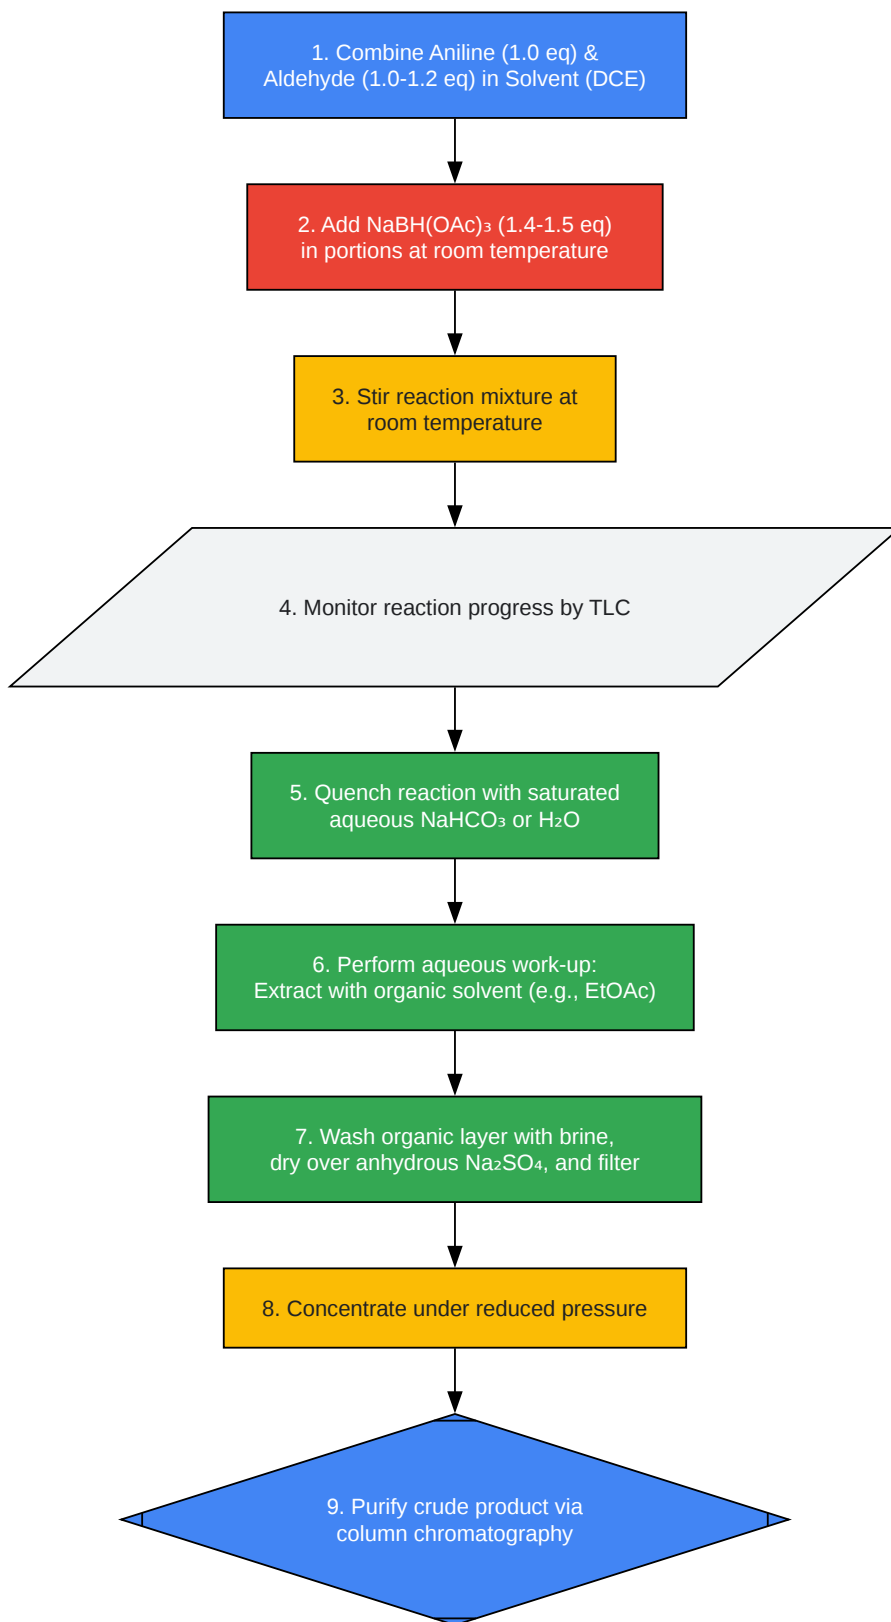 1. Combine Aniline (1.0 eq) &
Aldehyde (1.0-1.2 eq) in Solvent (DCE)
2. Add NaBH(OAc)₃ (1.4-1.5 eq)
in portions at room temperature
3. Stir reaction mixture at
room temperature
4. Monitor reaction progress by TLC
5. Quench reaction with saturated
aqueous NaHCO₃ or H₂O
6. Perform aqueous work-up:
Extract with organic solvent (e.g., EtOAc)
7. Wash organic layer with brine,
dry over anhydrous Na₂SO₄, and filter
8. Concentrate under reduced pressure
9. Purify crude product via
column chromatography